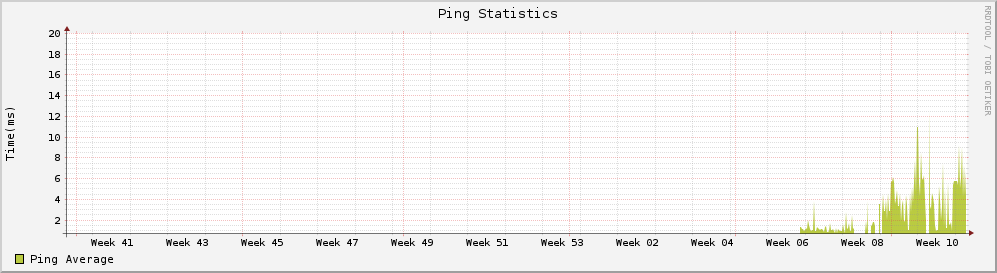 Ping Statistics
RRDTOOL / TOBI OETIKER
Time(ms)
20
18
16
14
12
10
8
6
4
2
Week 41 Week 43 Week 45 Week 47 Week 49 Week 51 Week 53 Week 02 Week 04 Week 06 Week 08 Week 10
Ping Average